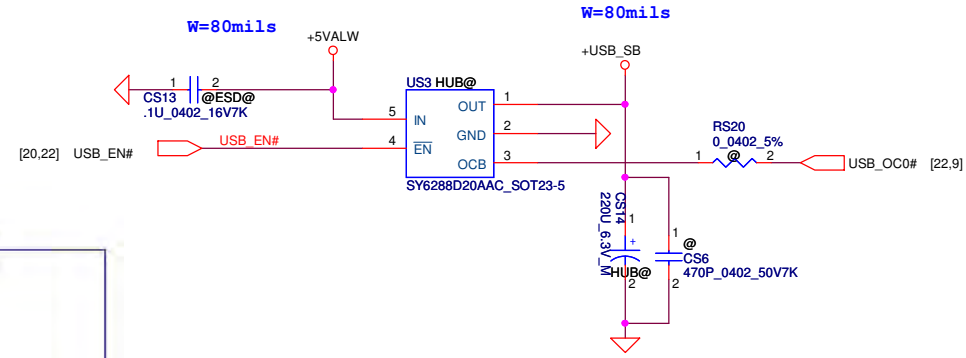 W=80mils
W=80mils
+5VALW
+USB_SB
US3 HUB@
1 2
CS13 @ESD@
.1U_0402_16V7K
5 IN
OUT 1
GND 2
4 EN
OCB 3
SY6288D20AAC_SOT23-5
[20,22] USB_EN#
USB_EN#
RS20
0_0402_5%
1 @ 2
USB_OC0# [22,9]
CS14
220U_6.3V_M
1
+
HUB@
2
1
@
CS6
470P_0402_50V7K
2